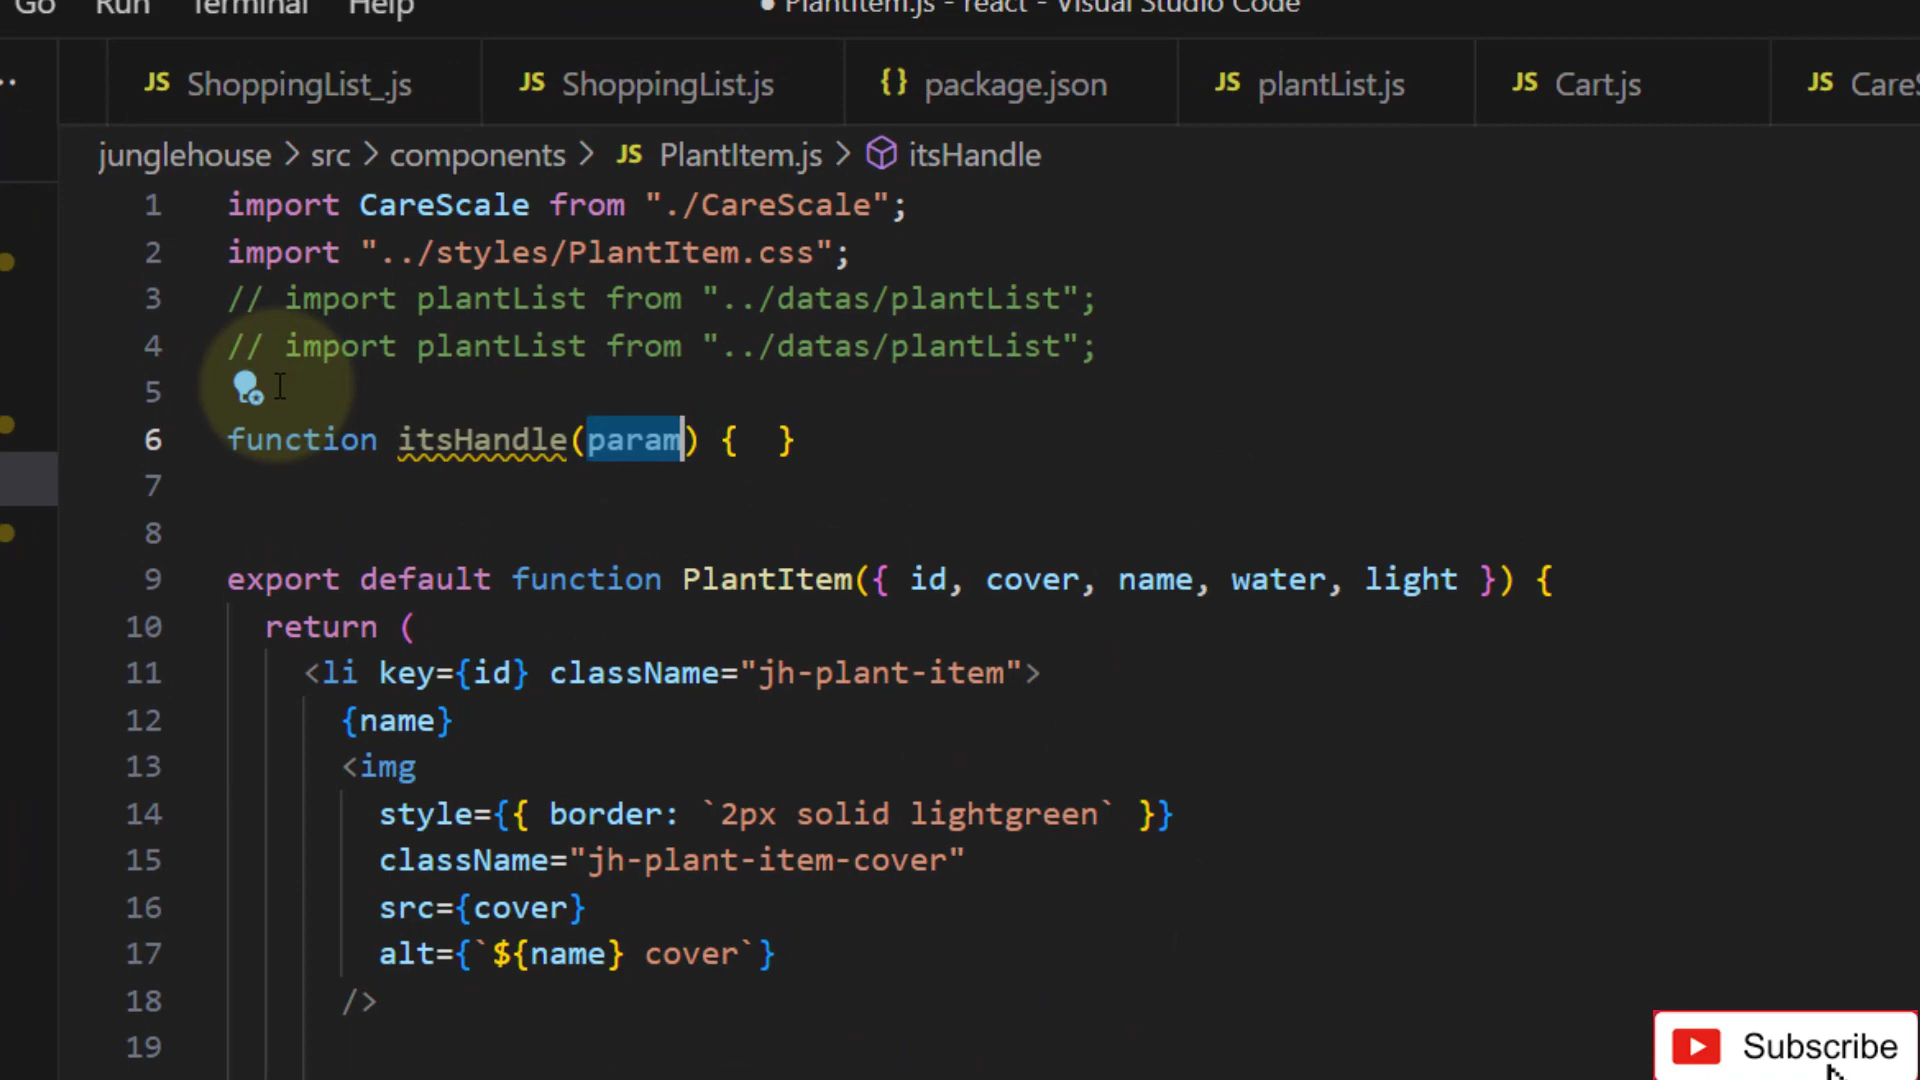 Go Run Terminal Help ● PlantItem.js - react - Visual Studio Code
JS ShoppingList_.js JS ShoppingList.js {} package.json JS plantList.js JS Cart.js JS CareS
junglehouse > src > components > JS PlantItem.js > itsHandle
1 import CareScale from "./CareScale";
2 import "../styles/PlantItem.css";
3 // import plantList from "../datas/plantList";
4 // import plantList from "../datas/plantList";
5
6 function itsHandle(param) {  }
7
8
9 export default function PlantItem({ id, cover, name, water, light }) {
10 return (
11 <li key={id} className="jh-plant-item">
12 {name}
13 <img
14 style={{ border: `2px solid lightgreen` }}
15 className="jh-plant-item-cover"
16 src={cover}
17 alt={`${name} cover`}
18 />
19
Subscribe